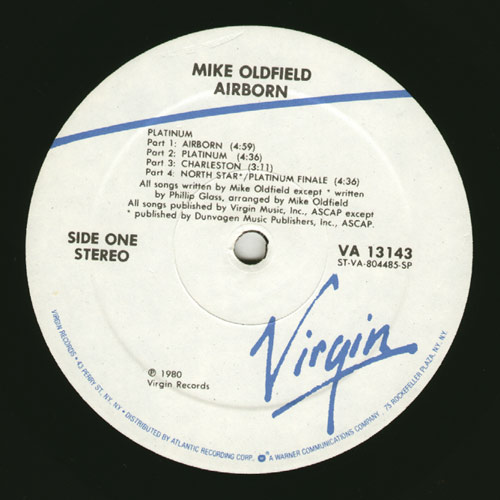 MIKE OLDFIELD
AIRBORN
PLATINUM
Part 1: AIRBORN (4:59)
Part 2: PLATINUM (4:36)
Part 3: CHARLESTON (3:11)
Part 4: NORTH STAR*/PLATINUM FINALE (4:36)
All songs written by Mike Oldfield except * written
by Phillip Glass, arranged by Mike Oldfield
All songs published by Virgin Music, Inc., ASCAP except
* published by Dunvagen Music Publishers, Inc., ASCAP.
SIDE ONE
STEREO
VA 13143
ST-VA-804485-SP
Virgin
℗ 1980
Virgin Records
VIRGIN RECORDS • 43 PERRY ST., NY, NY • DISTRIBUTED BY ATLANTIC RECORDING CORP., A WARNER COMMUNICATIONS COMPANY. 75 ROCKEFELLER PLAZA, NY, NY.